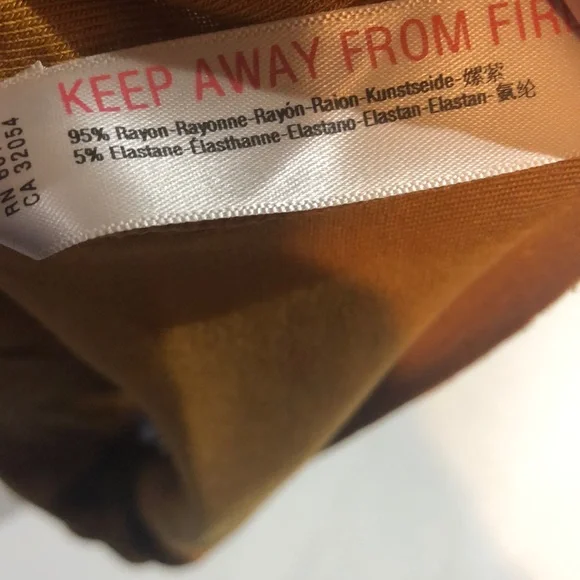 KEEP AWAY FROM FIR
95% Rayon-Rayonne-Rayón-Raion-Kunstseide-嫘萦
5% Elastane-Élasthanne-Elastano-Elastan-Elastan-氨纶
RN
CA 32054